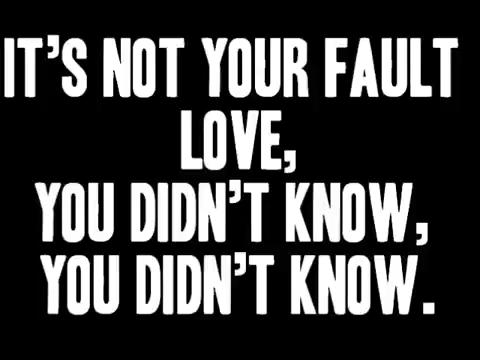 IT'S NOT YOUR FAULT
LOVE,
YOU DIDN'T KNOW,
YOU DIDN'T KNOW.